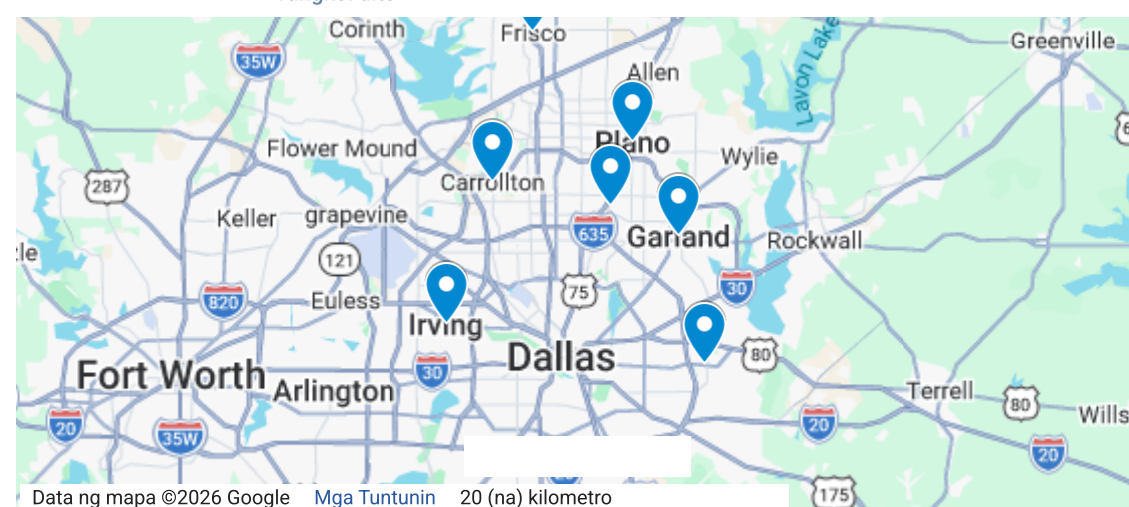 Corinth
Frisco
Greenville
35W
Allen
Lavon Lake
Plano
Flower Mound
Wylie
Carrollton
287
Keller
grapevine
635
Garland
Rockwall
121
75
30
820
Euless
Irving
Dallas
80
Fort Worth
30
Arlington
Terrell
80
Wills
20
35W
20
20
175
Data ng mapa ©2026 Google Mga Tuntunin 20 (na) kilometro